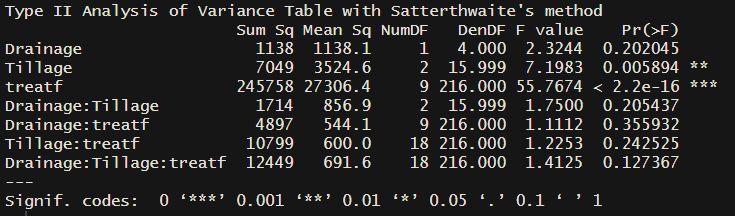 Type II Analysis of Variance Table with Satterthwaite's method
                       Sum Sq Mean Sq NumDF   DenDF F value    Pr(>F)
Drainage                 1138  1138.1     1   4.000  2.3244  0.202045
Tillage                  7049  3524.6     2  15.999  7.1983  0.005894 **
treatf                 245758 27306.4     9 216.000 55.7674 < 2.2e-16 ***
Drainage:Tillage         1714   856.9     2  15.999  1.7500  0.205437
Drainage:treatf          4897   544.1     9 216.000  1.1112  0.355932
Tillage:treatf          10799   600.0    18 216.000  1.2253  0.242525
Drainage:Tillage:treatf 12449   691.6    18 216.000  1.4125  0.127367
---
Signif. codes:  0 ‘***’ 0.001 ‘**’ 0.01 ‘*’ 0.05 ‘.’ 0.1 ‘ ’ 1